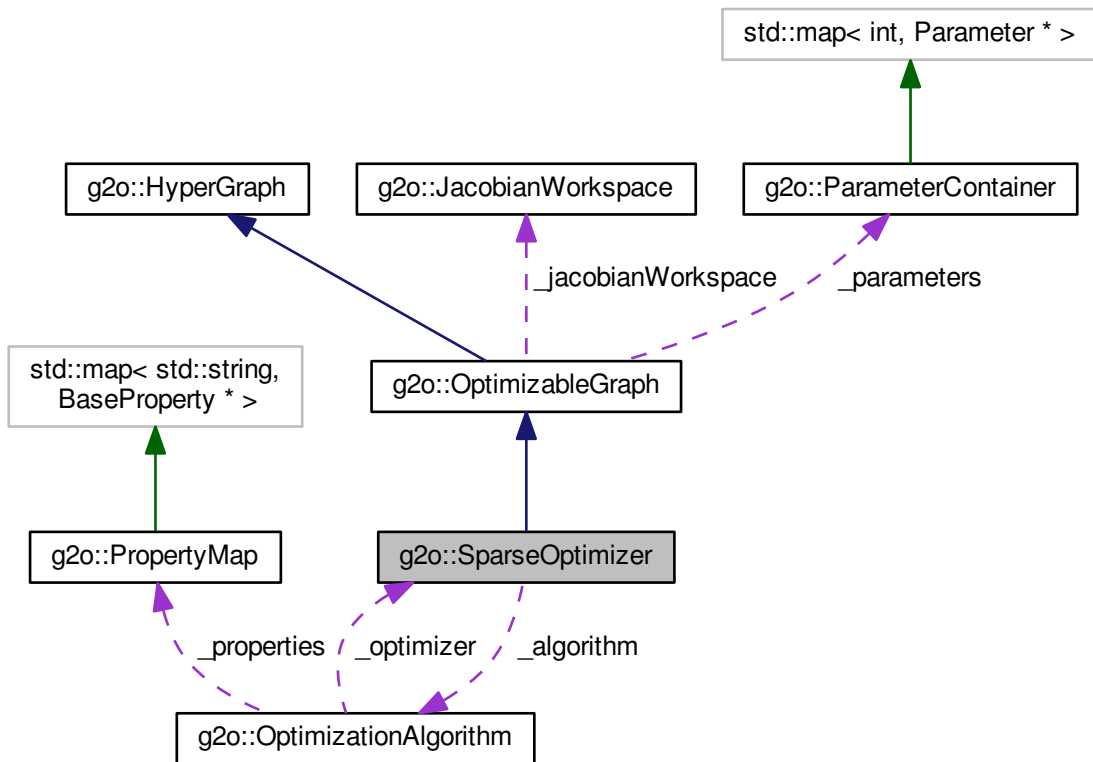 std::map< int, Parameter * >
g2o::HyperGraph
g2o::JacobianWorkspace
g2o::ParameterContainer
_jacobianWorkspace
_parameters
std::map< std::string,
BaseProperty * >
g2o::OptimizableGraph
g2o::PropertyMap
g2o::SparseOptimizer
_properties
_optimizer
_algorithm
g2o::OptimizationAlgorithm